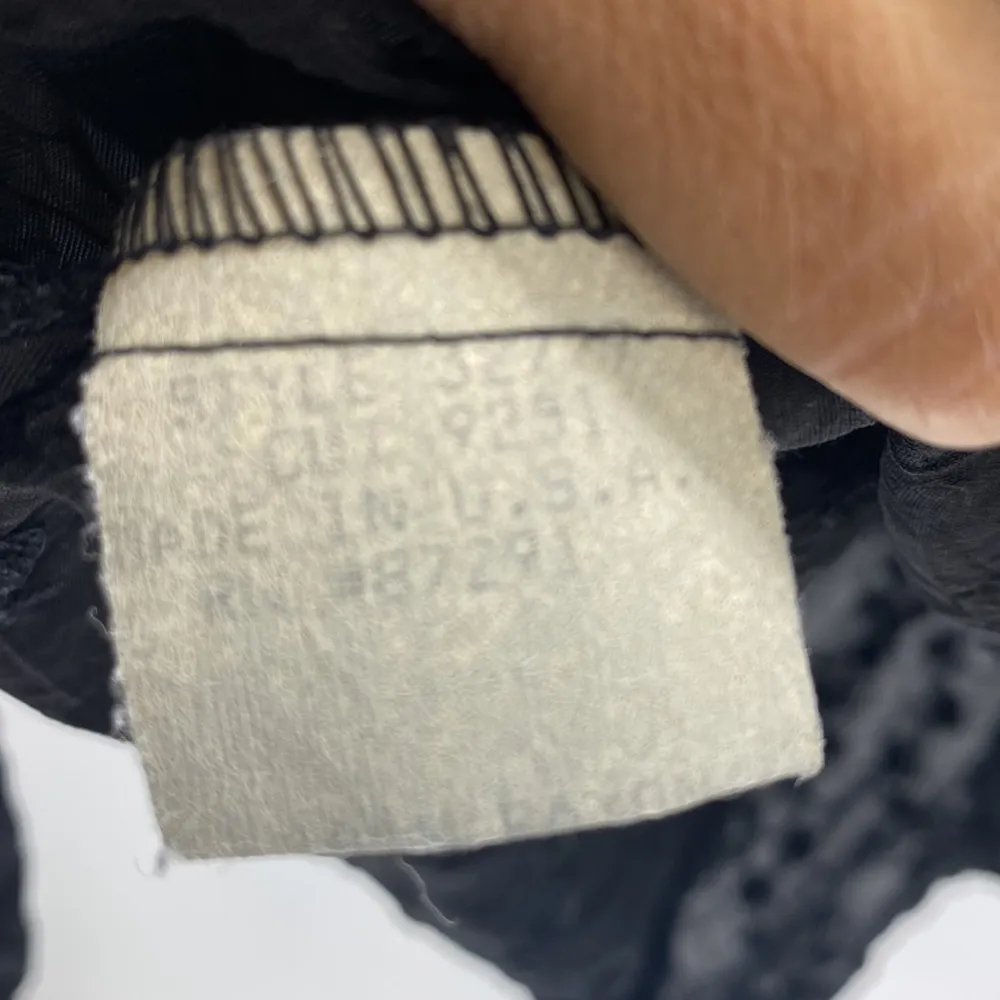 STYLE
CUT 9251
MADE IN U.S.A.
RN #87291